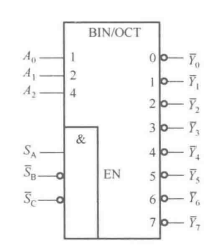 BIN/OCT
A₀ 1 0 Y̅₀
A₁ 2 1 Y̅₁
A₂ 4 2 Y̅₂
3 Y̅₃
& 
S_A 4 Y̅₄
S̅_B EN 5 Y̅₅
S̅_C 6 Y̅₆
7 Y̅₇